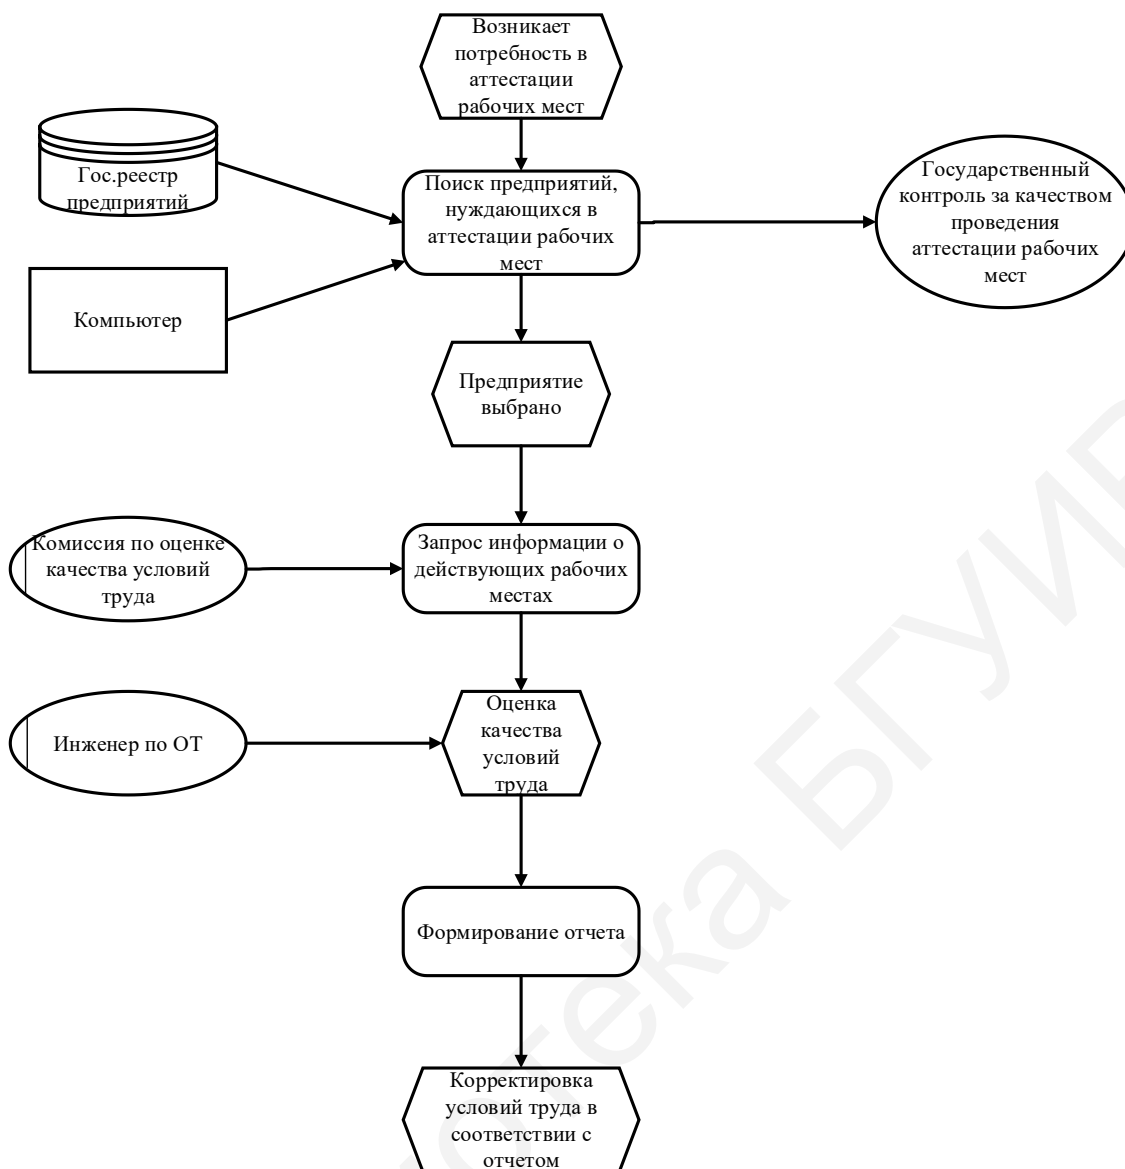 Возникает
потребность в
аттестации
рабочих мест
Гос.реестр
предприятий
Поиск предприятий,
нуждающихся в
аттестации рабочих
мест
Государственный
контроль за качеством
проведения
аттестации рабочих
мест
Компьютер
Предприятие
выбрано
Комиссия по оценке
качества условий
труда
Запрос информации о
действующих рабочих
местах
Инженер по ОТ
Оценка
качества
условий
труда
Формирование отчета
Корректировка
условий труда в
соответствии с
отчетом